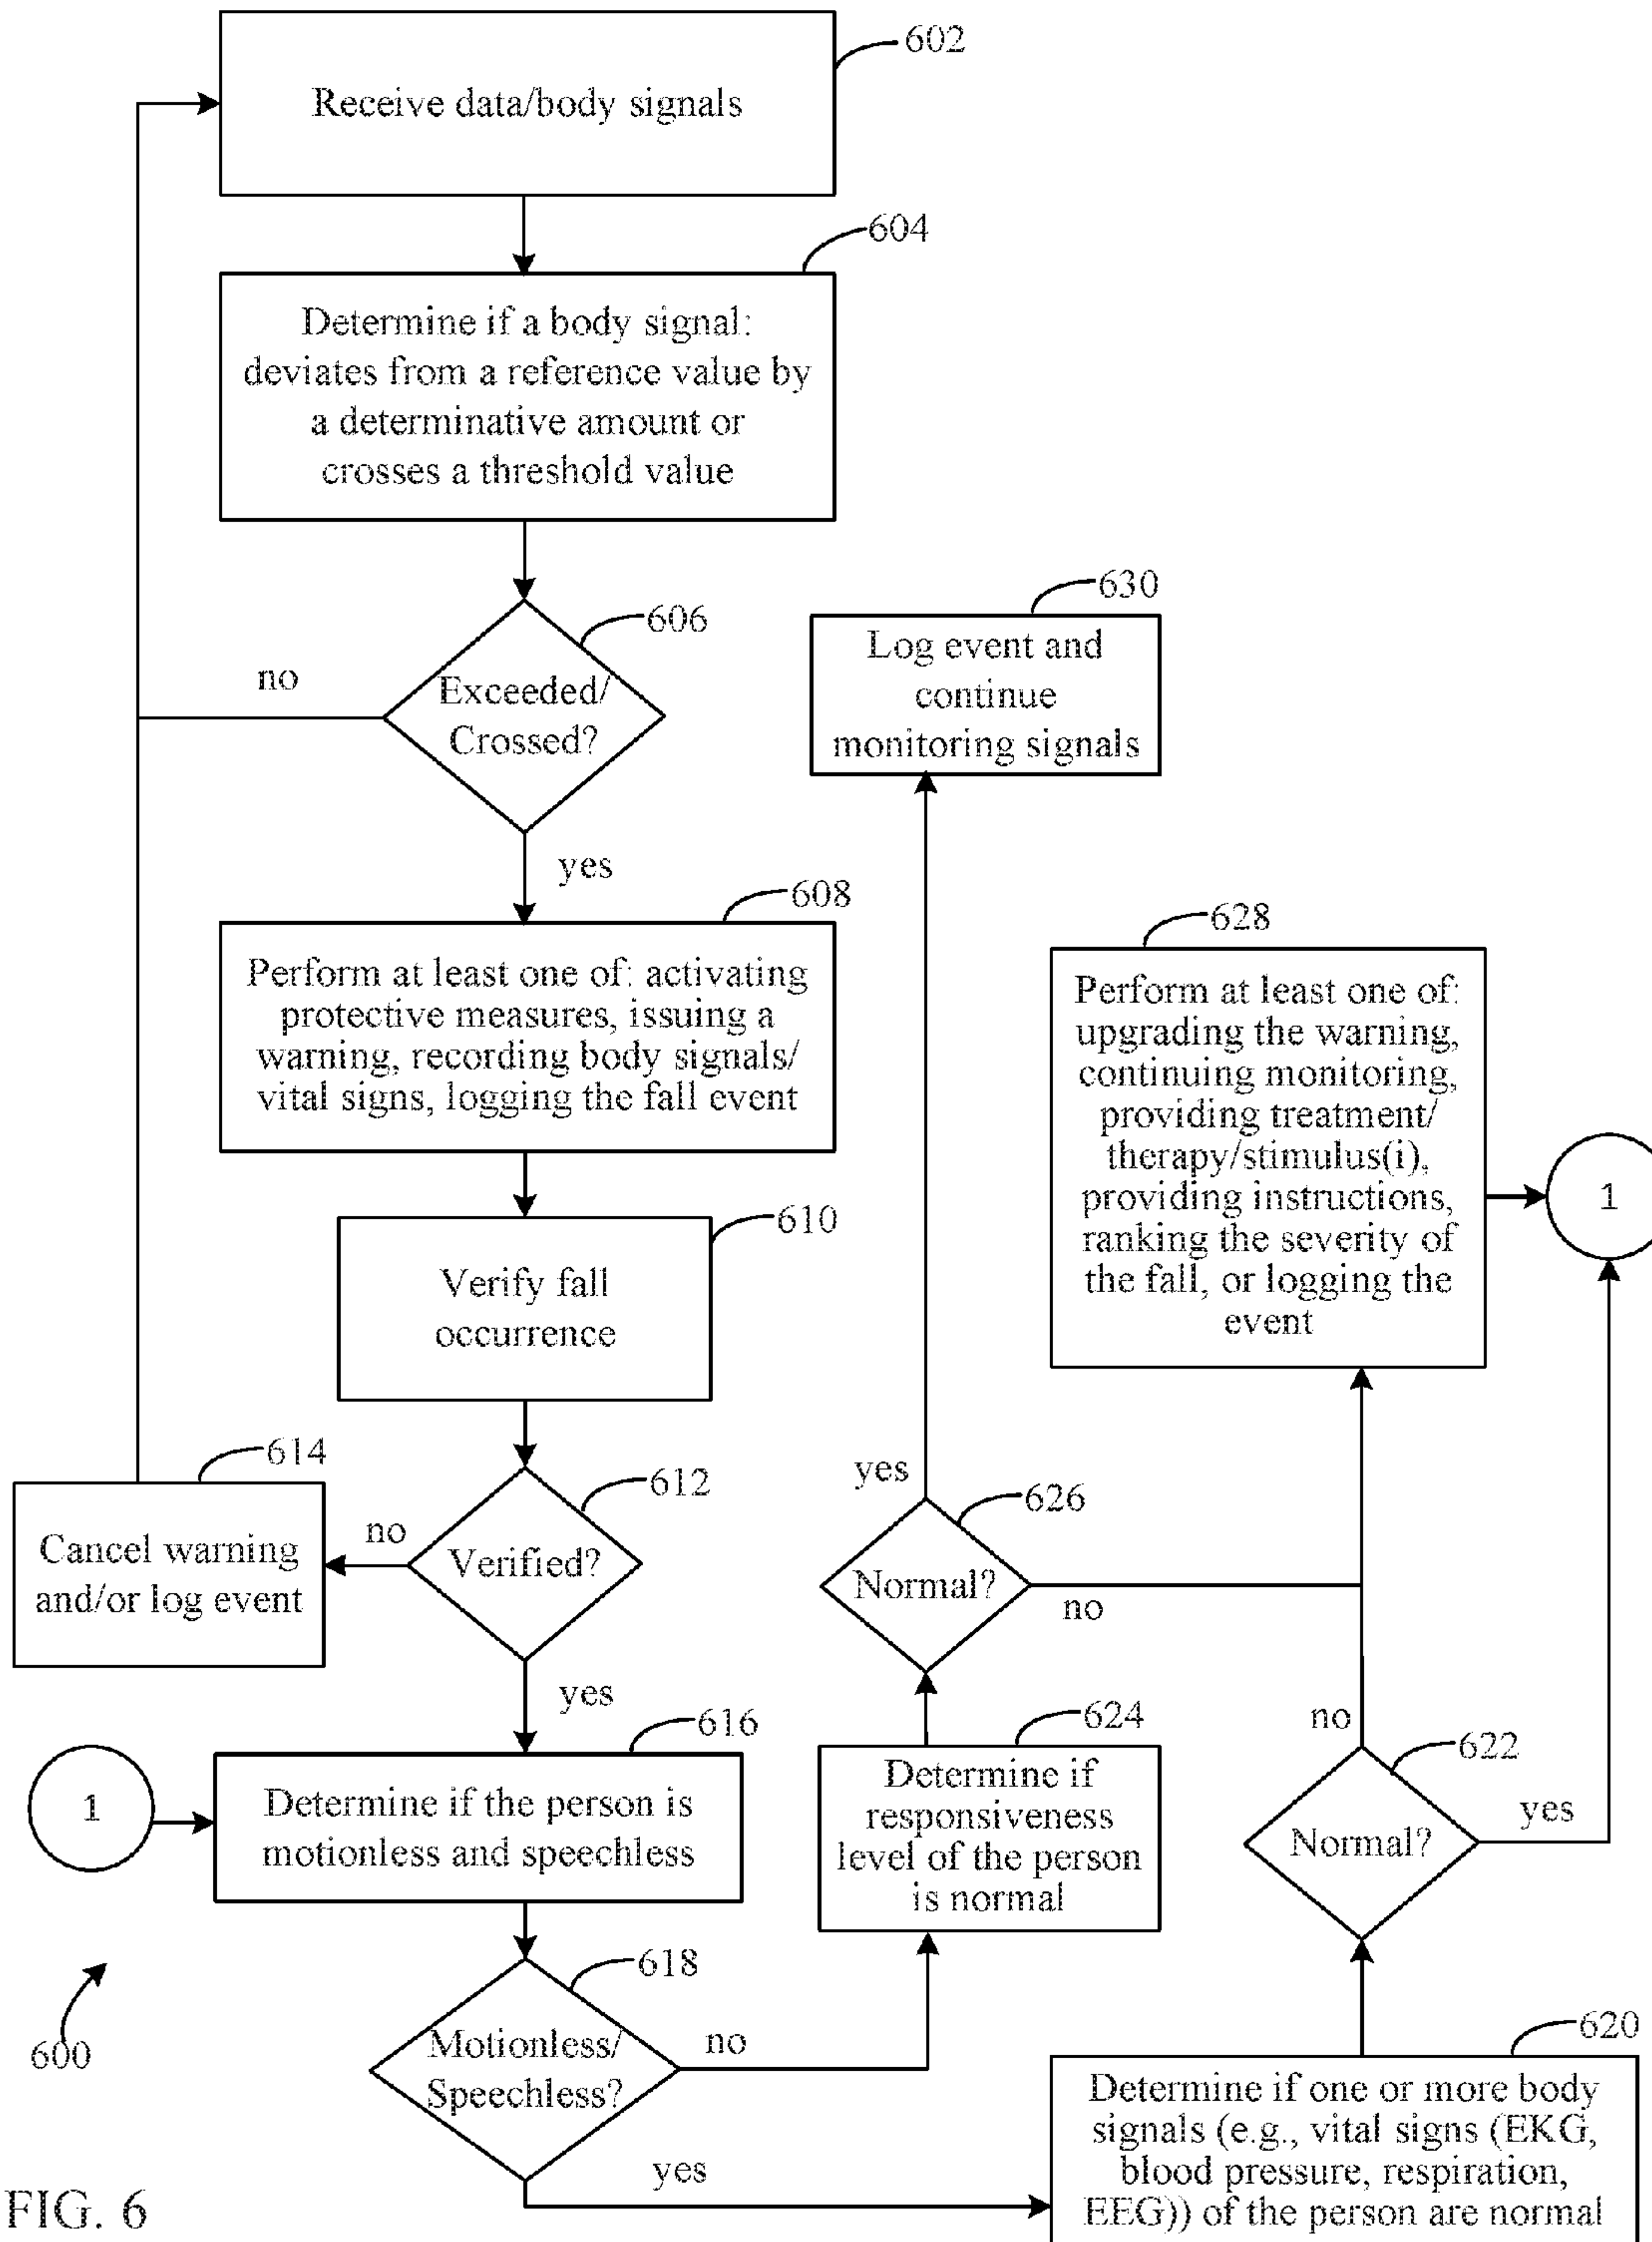 602
Receive data/body signals
604
Determine if a body signal:
deviates from a reference value by
a determinative amount or
crosses a threshold value
606
no
Exceeded/
Crossed?
yes
608
Perform at least one of: activating
protective measures, issuing a
warning, recording body signals/
vital signs, logging the fall event
610
Verify fall
occurrence
614
Cancel warning
and/or log event
612
no
Verified?
yes
616
1
Determine if the person is
motionless and speechless
618
Motionless/
Speechless?
no
yes
600
FIG. 6
630
Log event and
continue
monitoring signals
628
Perform at least one of:
upgrading the warning,
continuing monitoring,
providing treatment/
therapy/stimulus(i),
providing instructions,
ranking the severity of
the fall, or logging the
event
1
yes
626
Normal?
no
624
Determine if
responsiveness
level of the person
is normal
no
622
Normal?
yes
620
Determine if one or more body
signals (e.g., vital signs (EKG,
blood pressure, respiration,
EEG)) of the person are normal